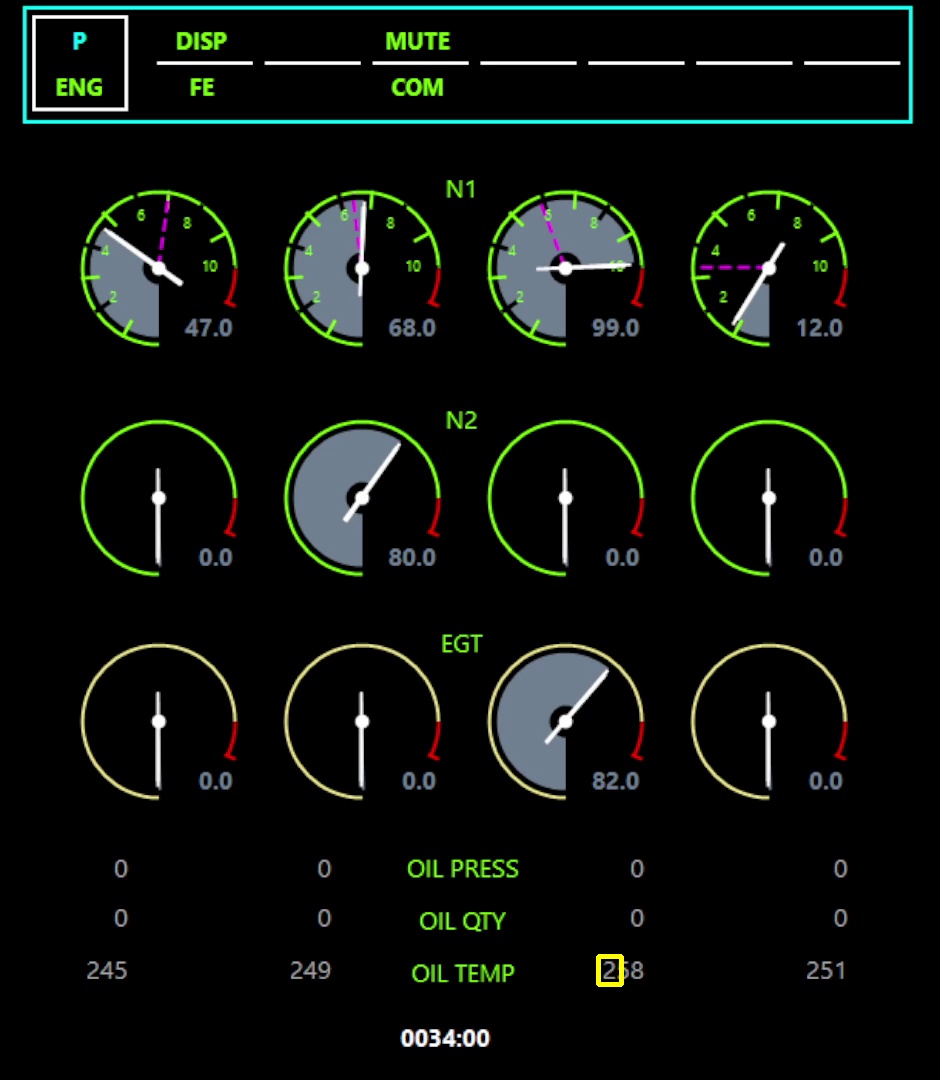 P DISP MUTE
ENG FE COM
N1
6 8 4 10 2 47.0
6 8 4 10 2 68.0
6 8 4 10 2 99.0
6 8 4 10 2 12.0
N2
0.0 80.0 0.0 0.0
EGT
0.0 0.0 82.0 0.0
0 0 OIL PRESS 0 0
0 0 OIL QTY 0 0
245 249 OIL TEMP 258 251
0034:00